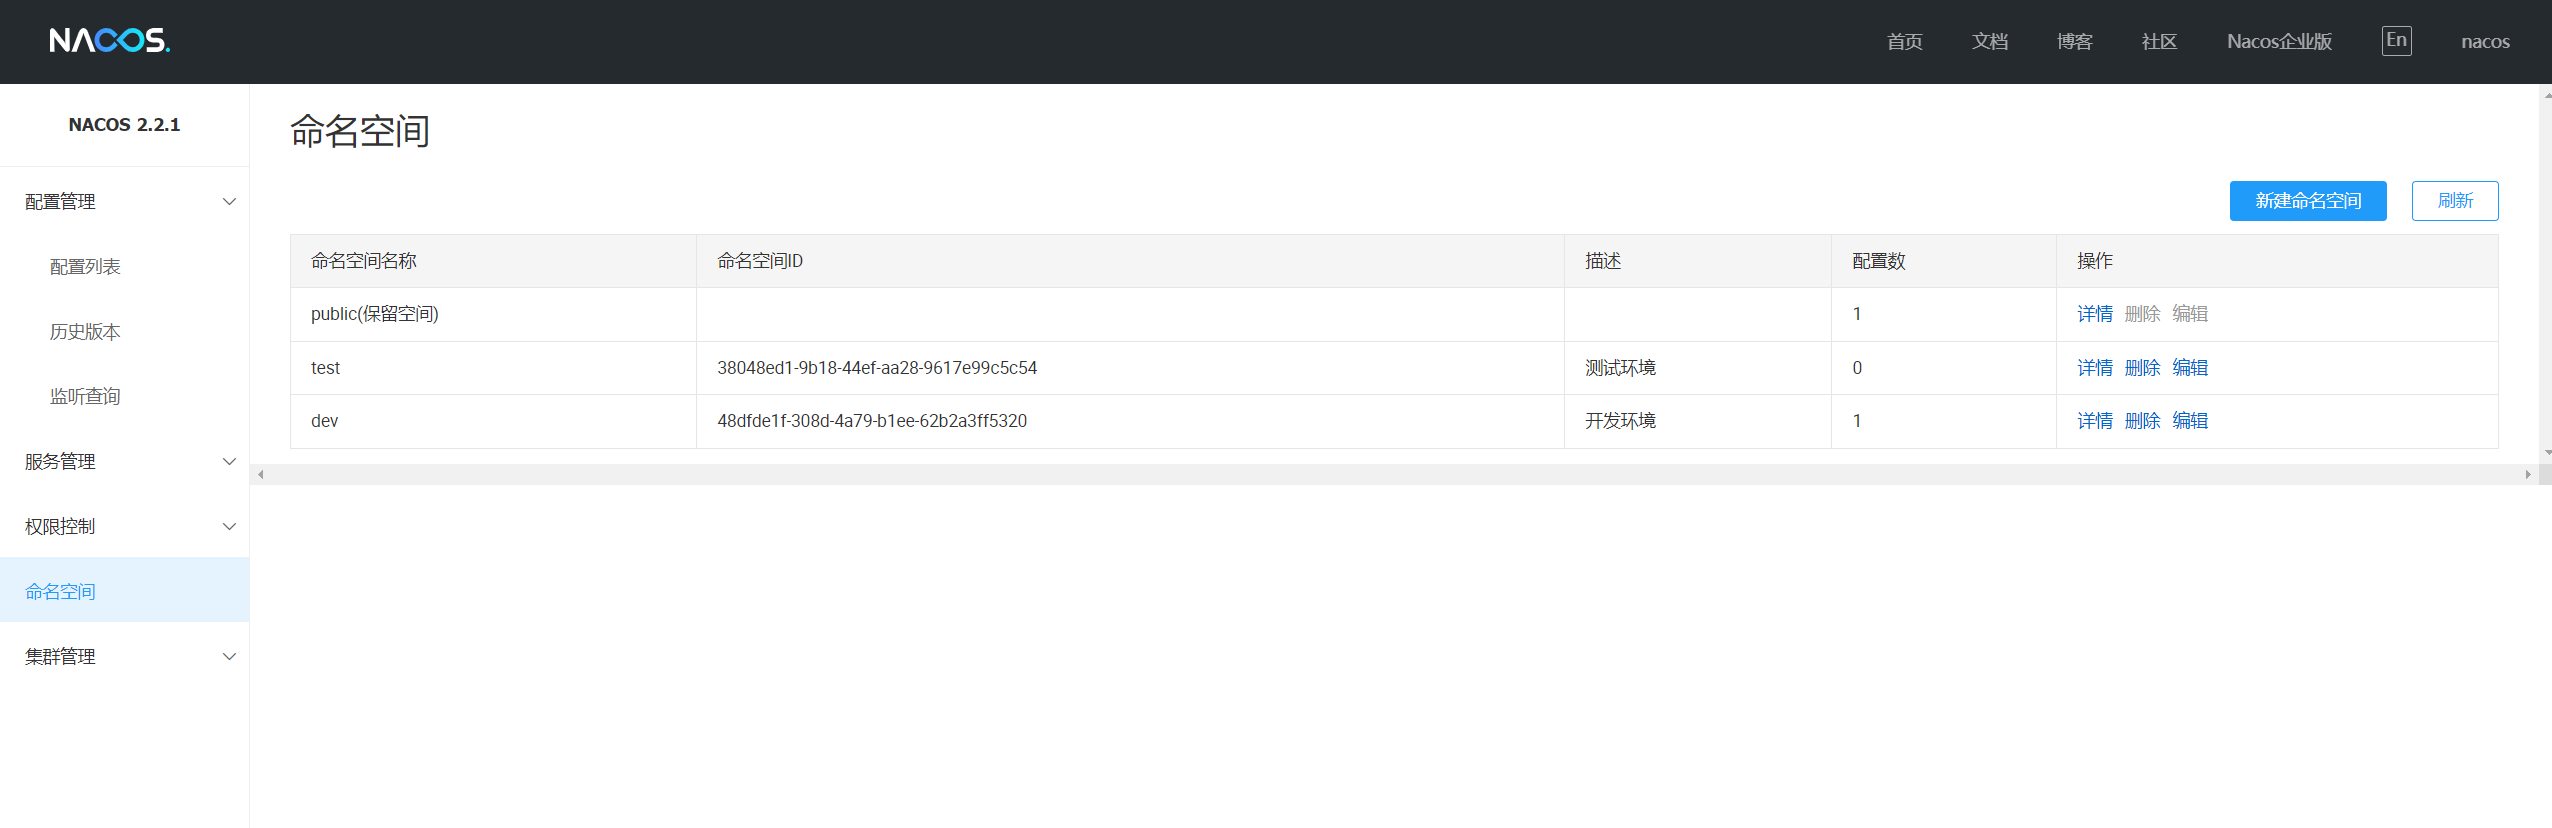 NACOS.
首页 文档 博客 社区 Nacos企业版 En nacos
NACOS 2.2.1
配置管理
配置列表
历史版本
监听查询
服务管理
权限控制
命名空间
集群管理
命名空间
新建命名空间 刷新
命名空间名称 命名空间ID 描述 配置数 操作
public(保留空间) 1 详情 删除 编辑
test 38048ed1-9b18-44ef-aa28-9617e99c5c54 测试环境 0 详情 删除 编辑
dev 48dfde1f-308d-4a79-b1ee-62b2a3ff5320 开发环境 1 详情 删除 编辑